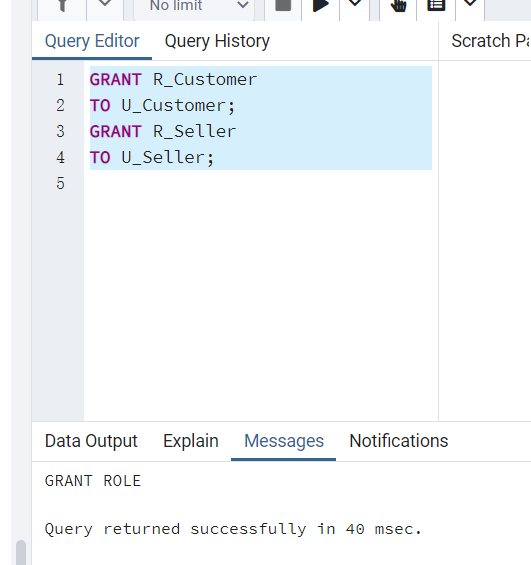 No limit
Query Editor Query History Scratch Pa
1 GRANT R_Customer
2 TO U_Customer;
3 GRANT R_Seller
4 TO U_Seller;
5
Data Output Explain Messages Notifications
GRANT ROLE
Query returned successfully in 40 msec.